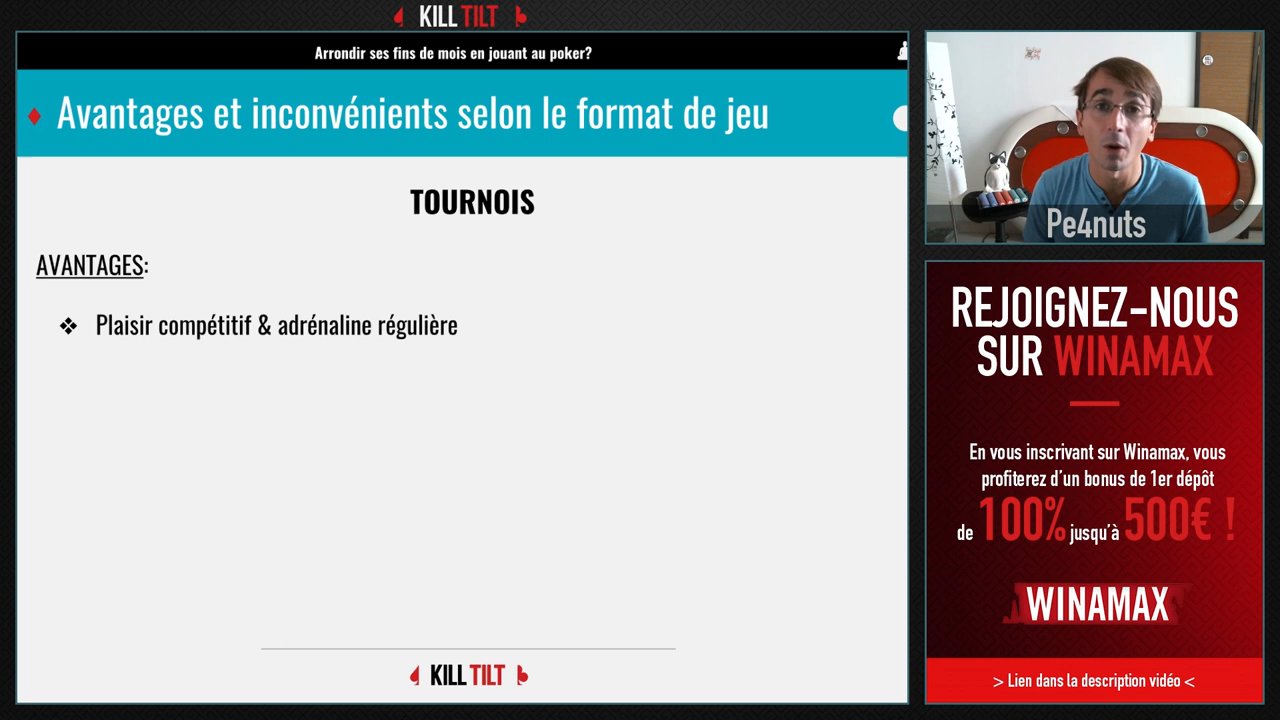 KILL TILT
Arrondir ses fins de mois en jouant au poker?
Avantages et inconvénients selon le format de jeu
TOURNOIS
AVANTAGES:
❖ Plaisir compétitif & adrénaline régulière
KILL TILT
Pe4nuts
REJOIGNEZ-NOUS
SUR WINAMAX
En vous inscrivant sur Winamax, vous
profiterez d'un bonus de 1er dépôt
de 100% jusqu'à 500€ !
WINAMAX
> Lien dans la description vidéo <